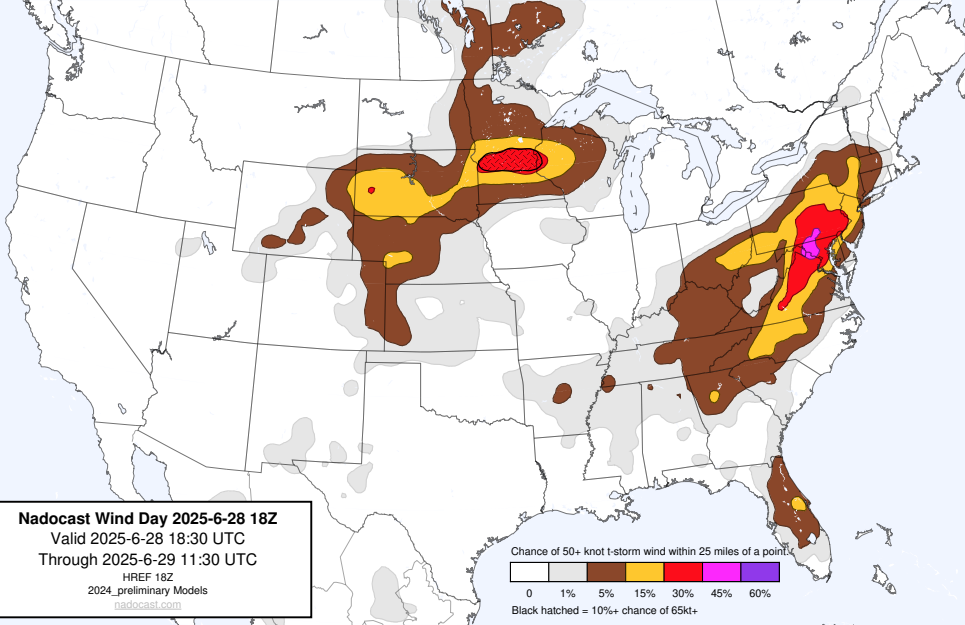 Nadocast Wind Day 2025-6-28 18Z
Valid 2025-6-28 18:30 UTC
Through 2025-6-29 11:30 UTC
HREF 18Z
2024_preliminary Models
nadocast.com
Chance of 50+ knot t-storm wind within 25 miles of a point.
0 1% 5% 15% 30% 45% 60%
Black hatched = 10%+ chance of 65kt+